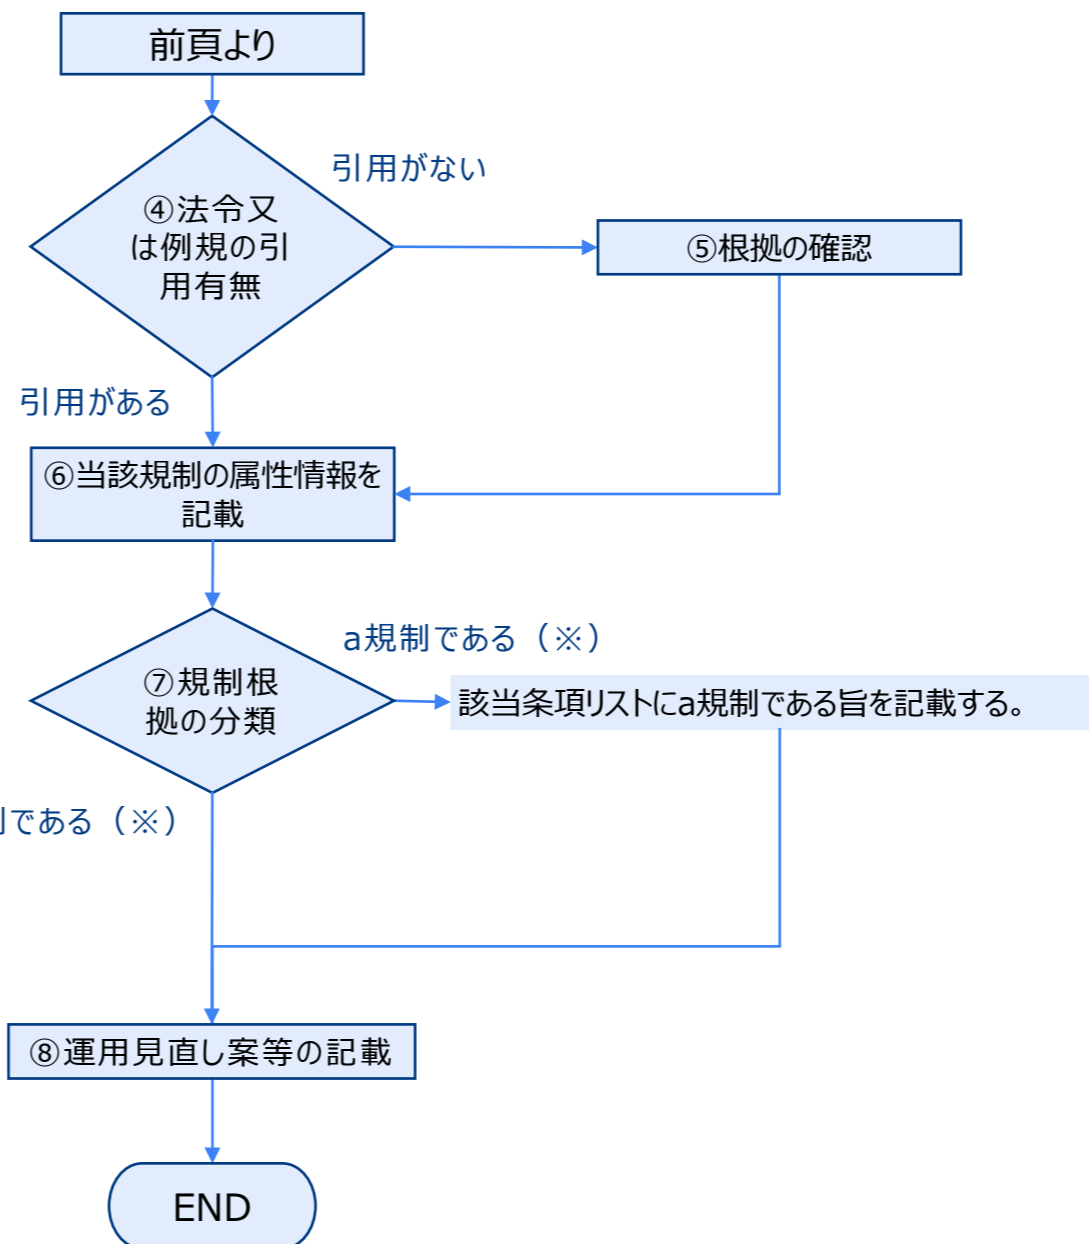 前頁より
引用がない
④法令又
は例規の引
用有無
⑤根拠の確認
引用がある
⑥当該規制の属性情報を
記載
a規制である（※）
⑦規制根
拠の分類
該当条項リストにa規制である旨を記載する。
である（※）
⑧運用見直し案等の記載
END